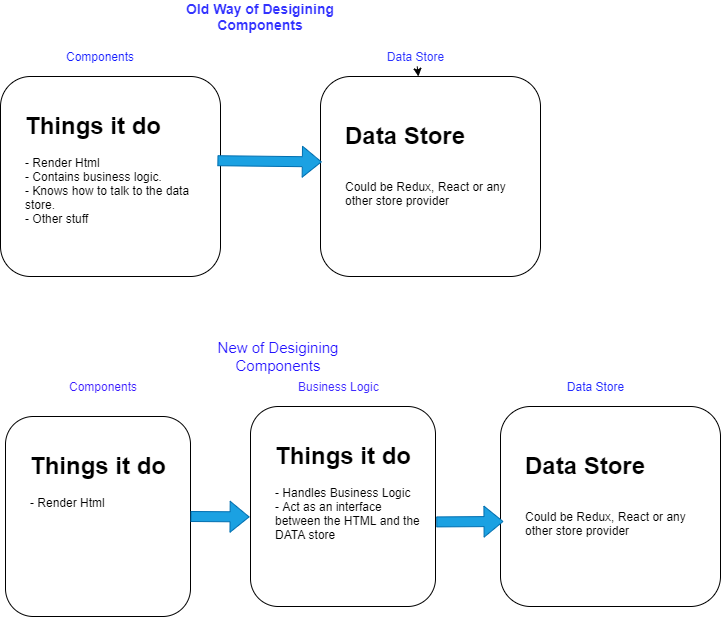 Old Way of Desigining
Components
Components
Data Store
Things it do
- Render Html
- Contains business logic.
- Knows how to talk to the data
store.
- Other stuff
Data Store
Could be Redux, React or any
other store provider
New of Desigining
Components
Components
Business Logic
Data Store
Things it do
- Render Html
Things it do
- Handles Business Logic
- Act as an interface
between the HTML and the
DATA store
Data Store
Could be Redux, React or any
other store provider